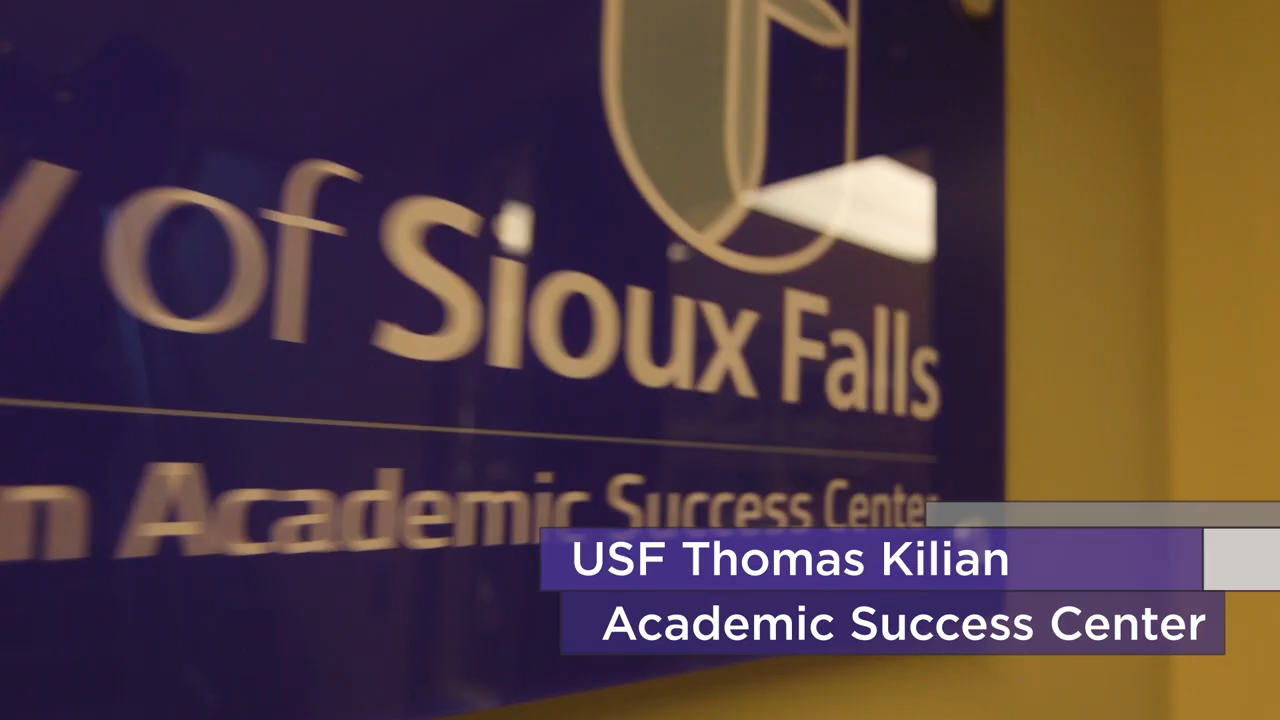 y of Sioux Falls
n Academic Success Center
USF Thomas Kilian
Academic Success Center